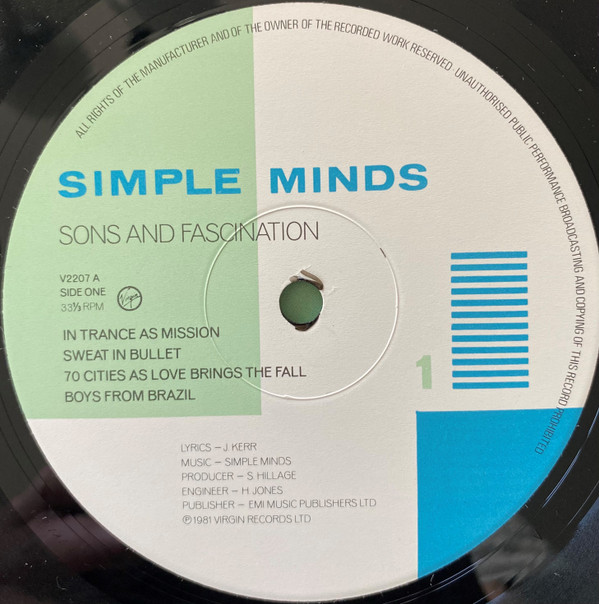 ALL RIGHTS OF THE MANUFACTURER AND OF THE OWNER OF THE RECORDED WORK RESERVED UNAUTHORISED PUBLIC PERFORMANCE BROADCASTING AND COPYING OF THIS RECORD PROHIBITED
SIMPLE MINDS
SONS AND FASCINATION
V2207 A
SIDE ONE
33⅓ RPM
Virgin
IN TRANCE AS MISSION
SWEAT IN BULLET
70 CITIES AS LOVE BRINGS THE FALL
BOYS FROM BRAZIL
1
LYRICS – J. KERR
MUSIC – SIMPLE MINDS
PRODUCER – S HILLAGE
ENGINEER – H JONES
PUBLISHER – EMI MUSIC PUBLISHERS LTD
℗ 1981 VIRGIN RECORDS LTD